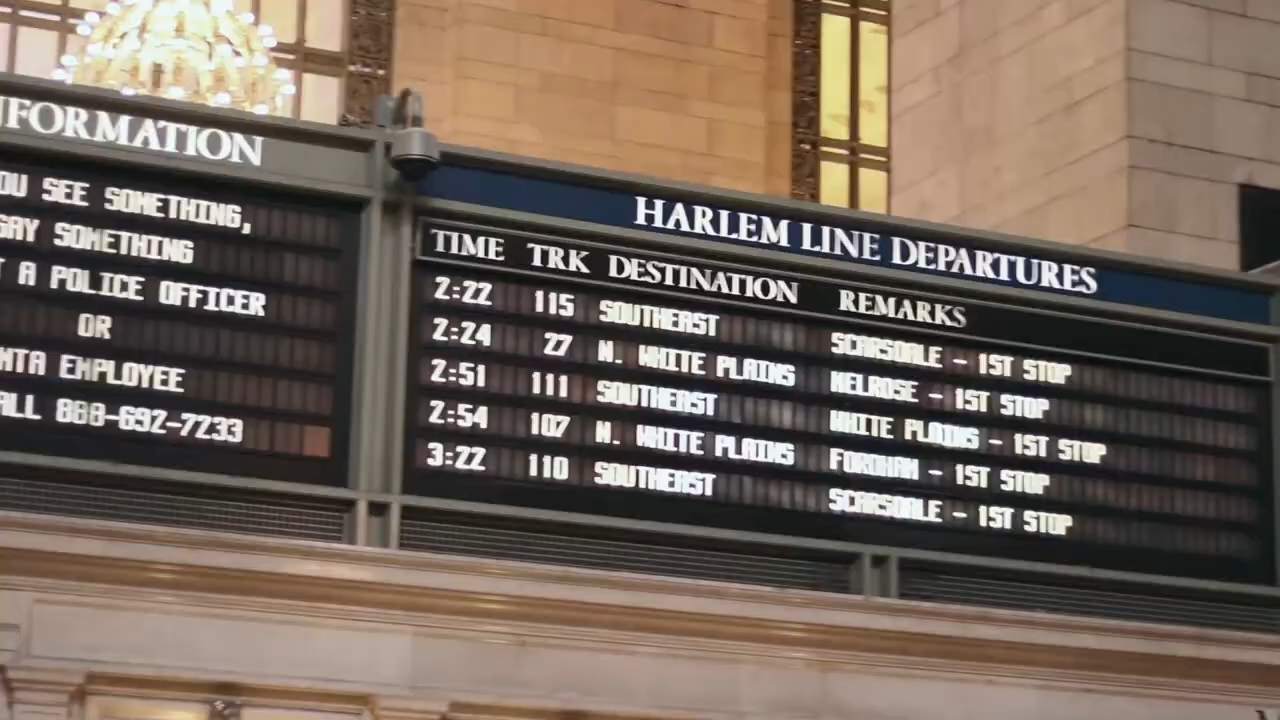 NFORMATION
OU SEE SOMETHING,
SAY SOMETHING
T A POLICE OFFICER
OR
MTA EMPLOYEE
ALL 888-692-7233
HARLEM LINE DEPARTURES
TIME TRK DESTINATION REMARKS
2:22 115 SOUTHEAST SCARSDALE - 1ST STOP
2:24 27 N. WHITE PLAINS MELROSE - 1ST STOP
2:51 111 SOUTHEAST WHITE PLAINS - 1ST STOP
2:54 107 N. WHITE PLAINS FORDHAM - 1ST STOP
3:22 110 SOUTHEAST SCARSDALE - 1ST STOP